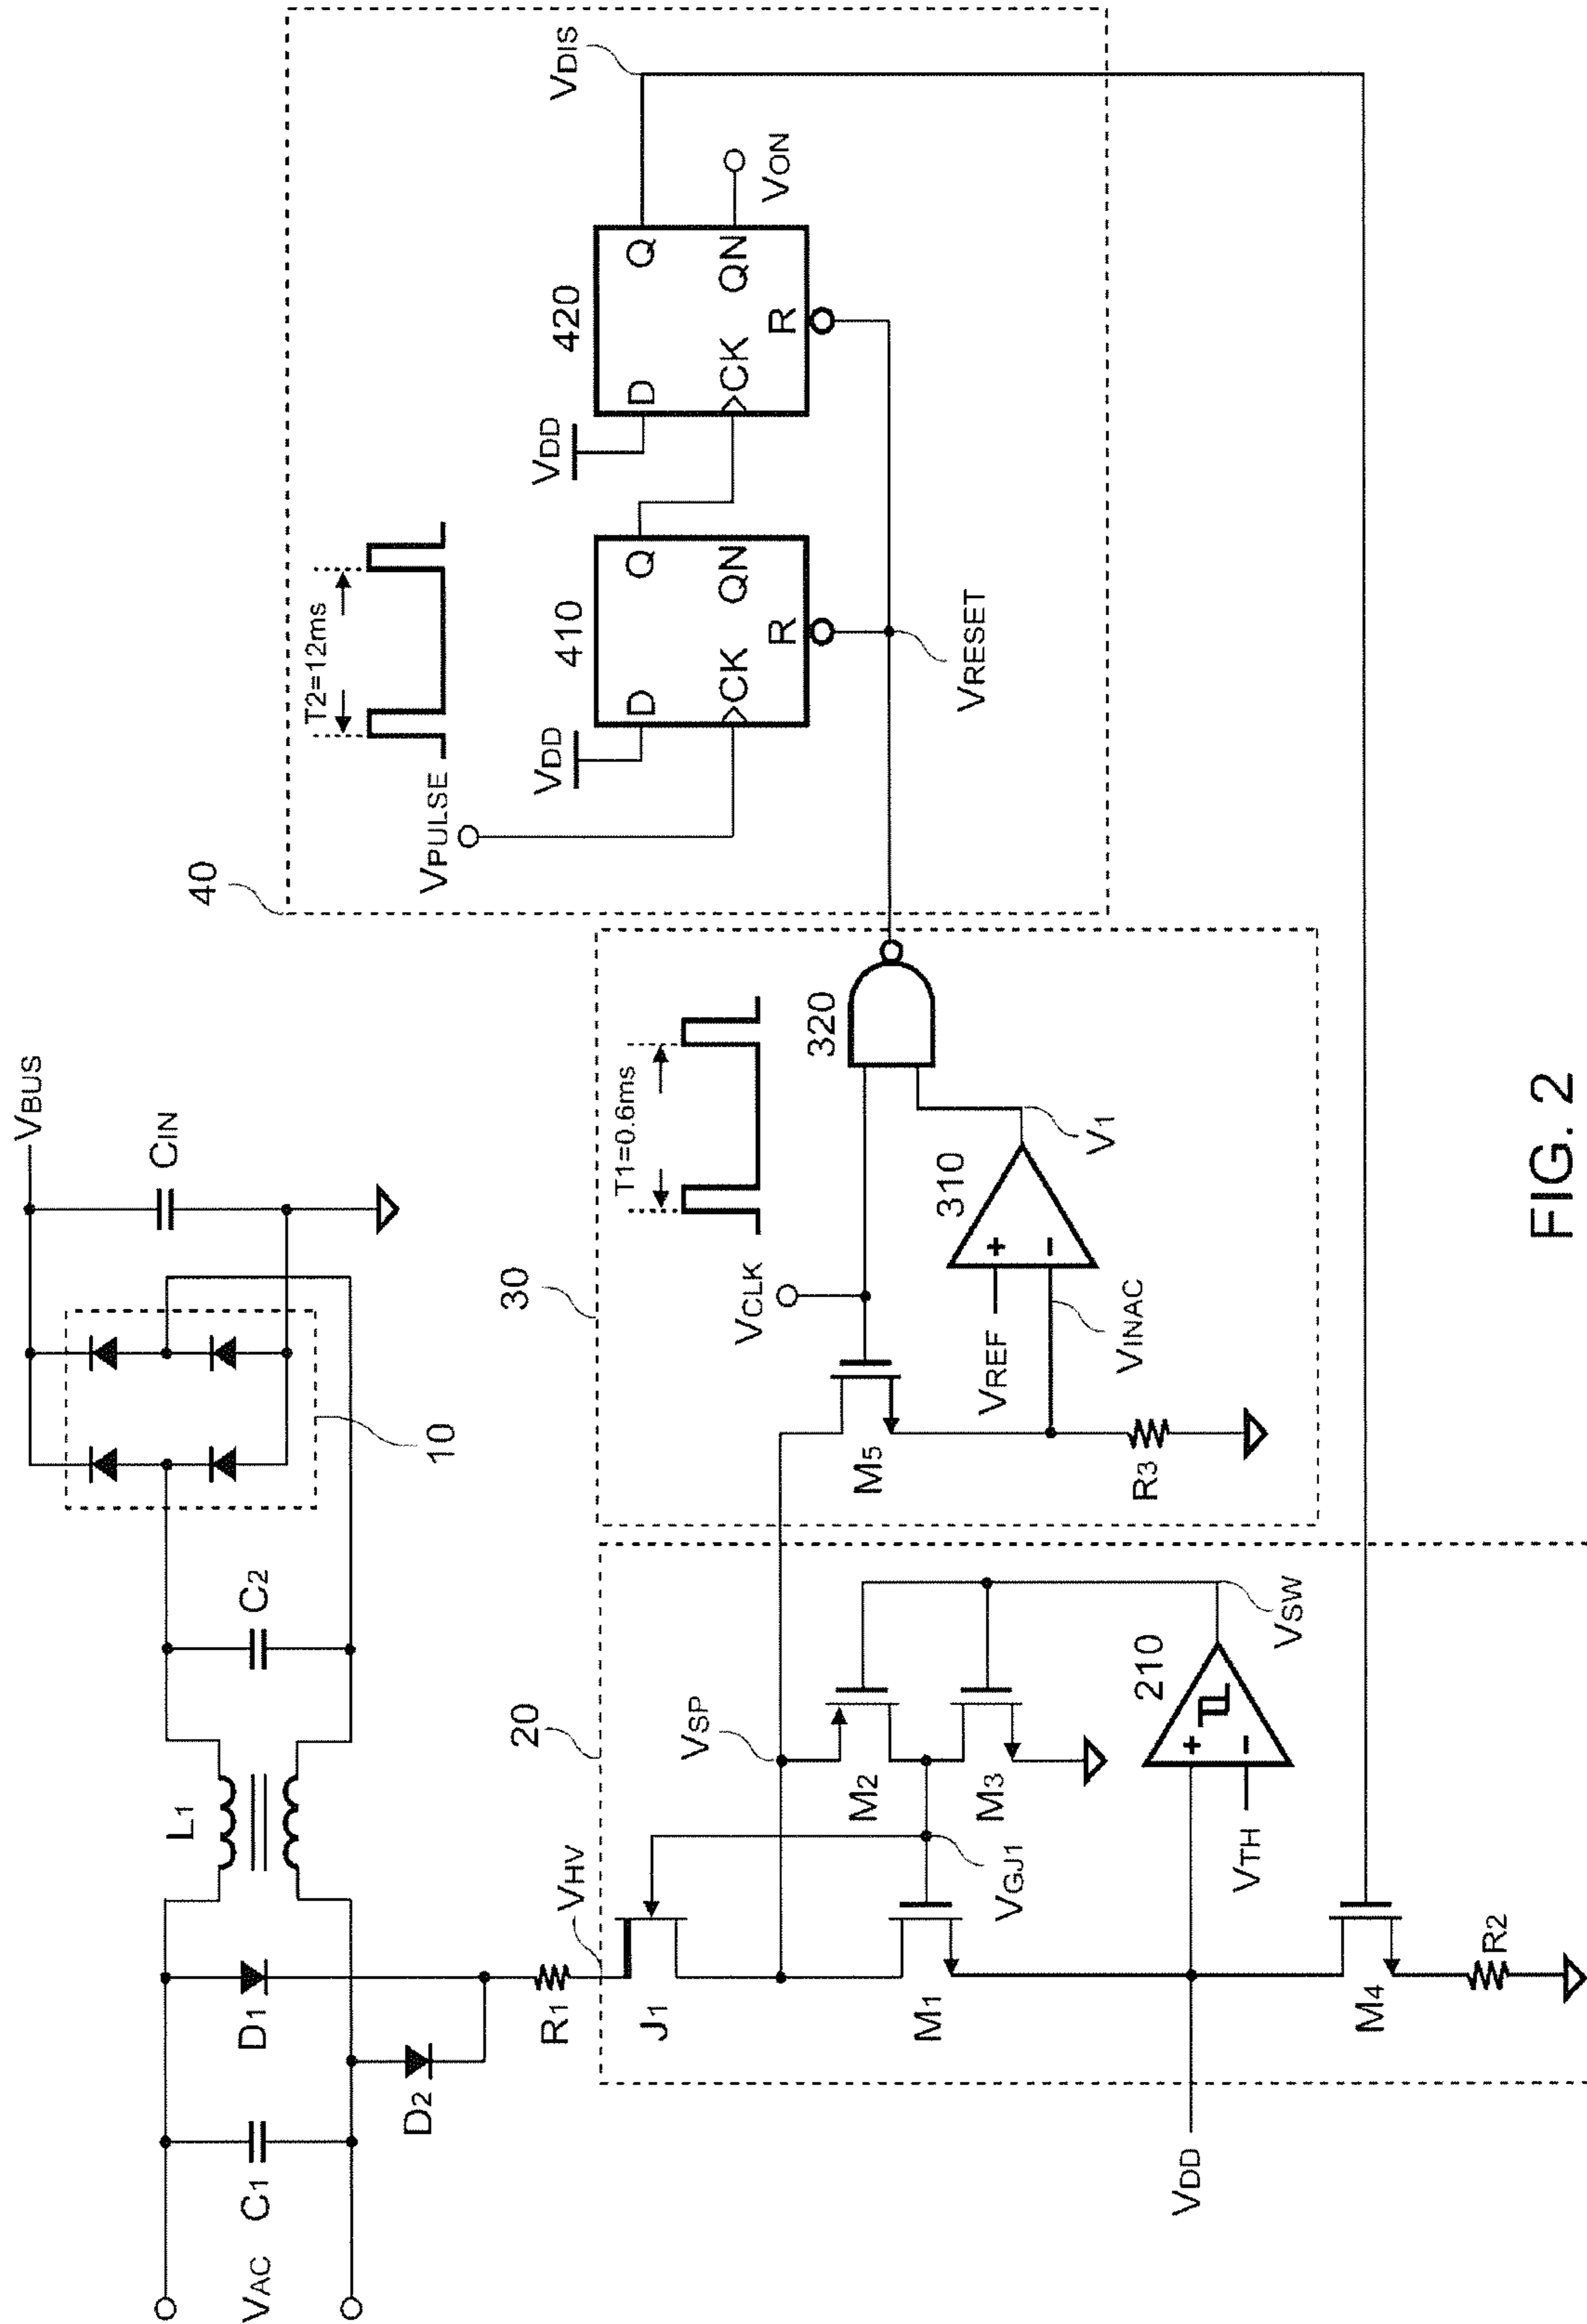 VAC
C1
D1
D2
L1
C2
10
VBUS
CIN
R1
VHV
20
J1
VSP
M2
M3
VGJ1
M1
VSW
210
+
-
VTH
VDD
M4
R2
30
VCLK
T1=0.6ms
M5
VREF
VINAC
R3
310
+
-
V1
320
40
VPULSE
T2=12ms
VDD
D
Q
410
CK
QN
R
VRESET
VDD
D
Q
420
CK
QN
R
VON
VDIS
FIG. 2